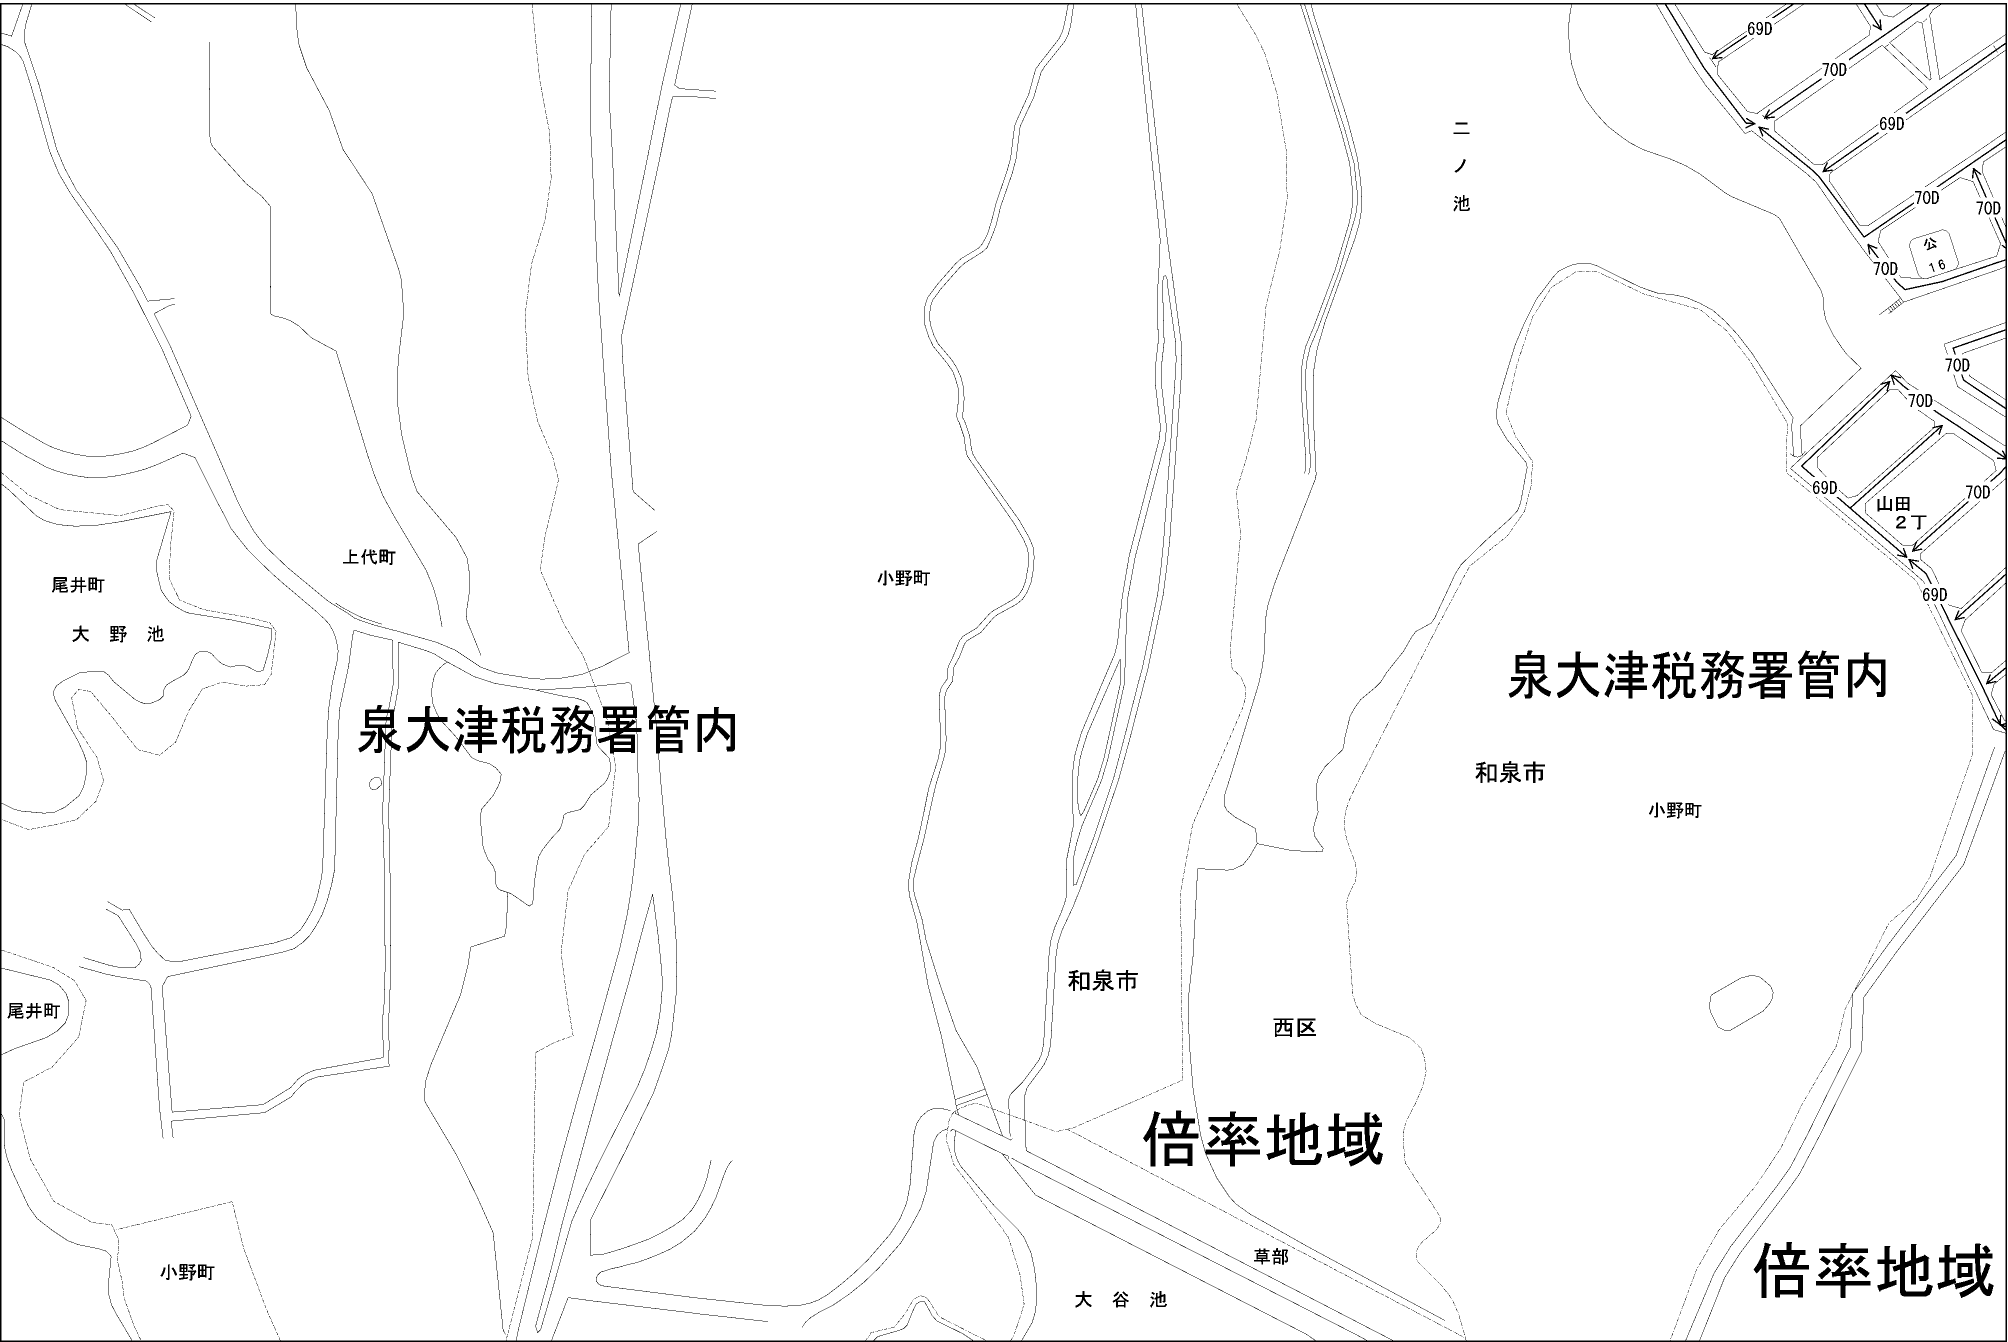 69D
70D
69D
70D
70D
公
16
70D
二ノ池
70D
70D
69D
70D
山田
2丁
69D
上代町
尾井町
大野池
小野町
泉大津税務署管内
泉大津税務署管内
和泉市
小野町
和泉市
尾井町
西区
倍率地域
草部
小野町
大谷池
倍率地域